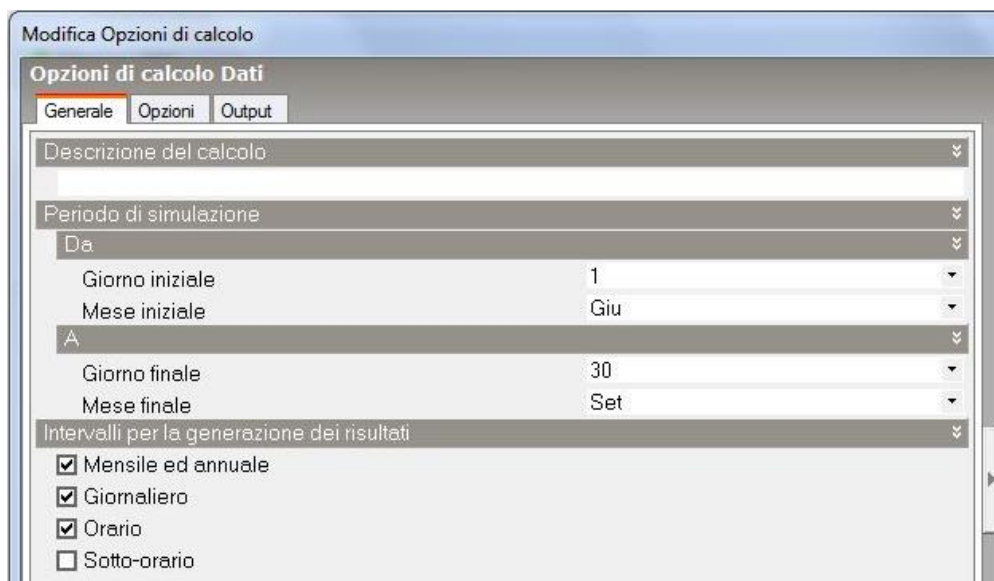 Modifica Opzioni di calcolo
Opzioni di calcolo Dati
Generale Opzioni Output
Descrizione del calcolo
Periodo di simulazione
Da
Giorno iniziale 1
Mese iniziale Giu
A
Giorno finale 30
Mese finale Set
Intervalli per la generazione dei risultati
Mensile ed annuale
Giornaliero
Orario
Sotto-orario